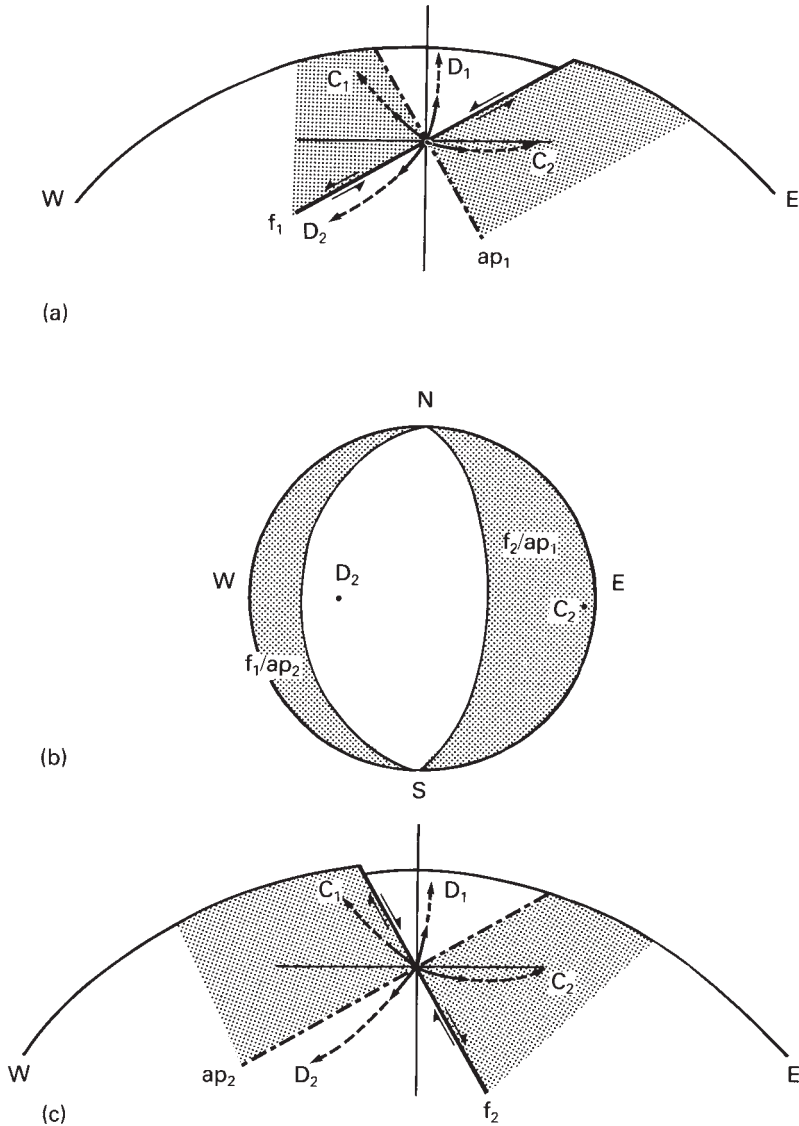 D₁
C₁
C₂
W
E
f₁
D₂
ap₁
(a)
N
f₂/ap₁
W
D₂
E
C₂
f₁/ap₂
(b)
S
C₁
D₁
C₂
ap₂
D₂
W
E
f₂
(c)